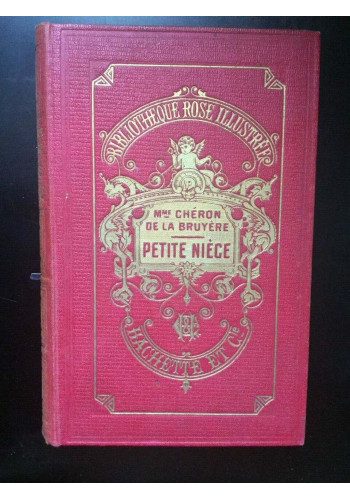 BIBLIOTHÈQUE ROSE ILLUSTRÉE
MME CHÉRON
DE LA BRUYÈRE
PETITE NIÈCE
HACHETTE ET CIE